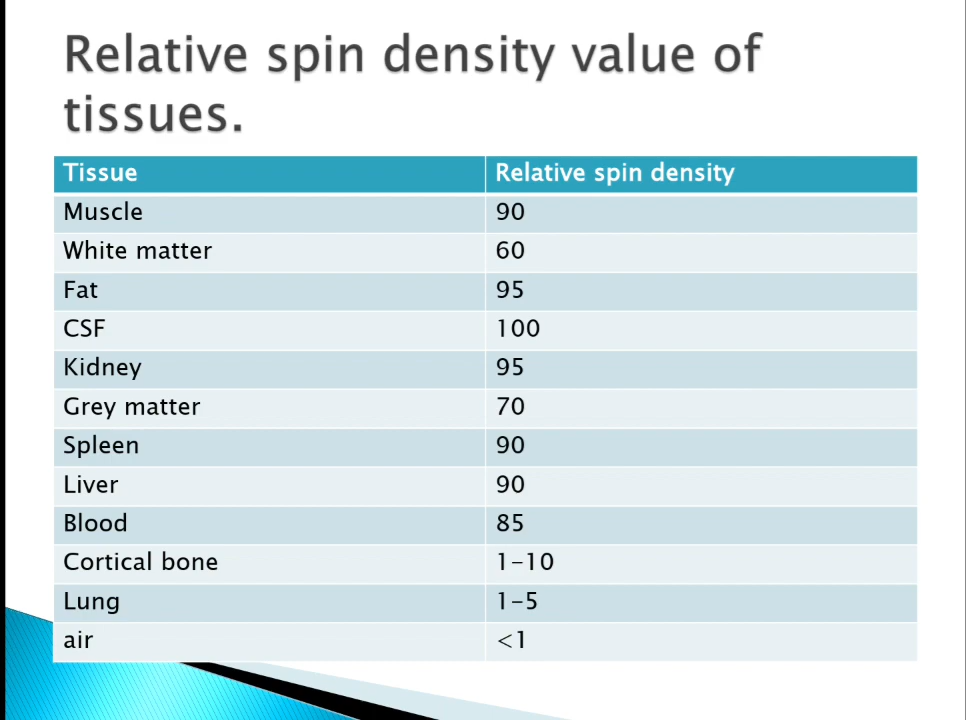 Relative spin density value of
tissues.
Tissue Relative spin density
Muscle 90
White matter 60
Fat 95
CSF 100
Kidney 95
Grey matter 70
Spleen 90
Liver 90
Blood 85
Cortical bone 1-10
Lung 1-5
air <1